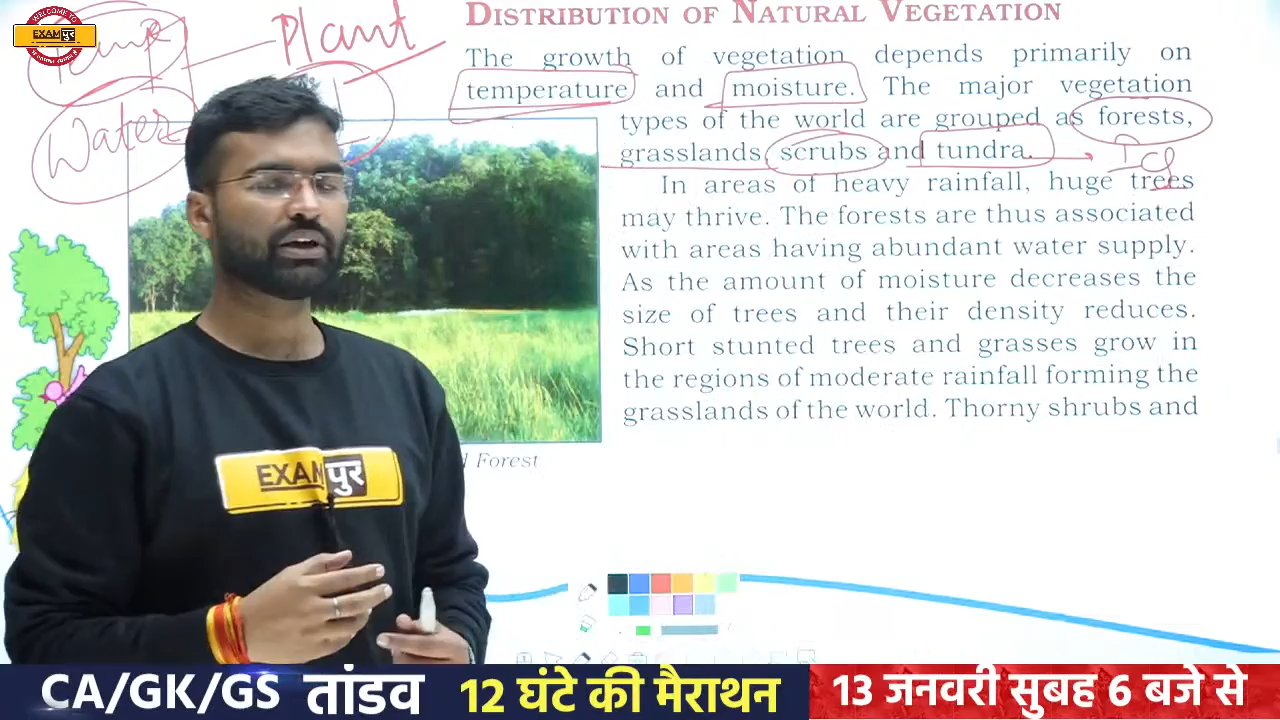 WELCOME TO
EXAMपुर
Temp
Plant
Water
DISTRIBUTION OF NATURAL VEGETATION
The growth of vegetation depends primarily on
temperature and moisture. The major vegetation
types of the world are grouped as forests,
grasslands scrubs and tundra.
In areas of heavy rainfall, huge trees
may thrive. The forests are thus associated
with areas having abundant water supply.
As the amount of moisture decreases the
size of trees and their density reduces.
Short stunted trees and grasses grow in
the regions of moderate rainfall forming the
grasslands of the world. Thorny shrubs and
Forest
EXAMपुर
CA/GK/GS तांडव 12 घंटे की मैराथन 13 जनवरी सुबह 6 बजे से